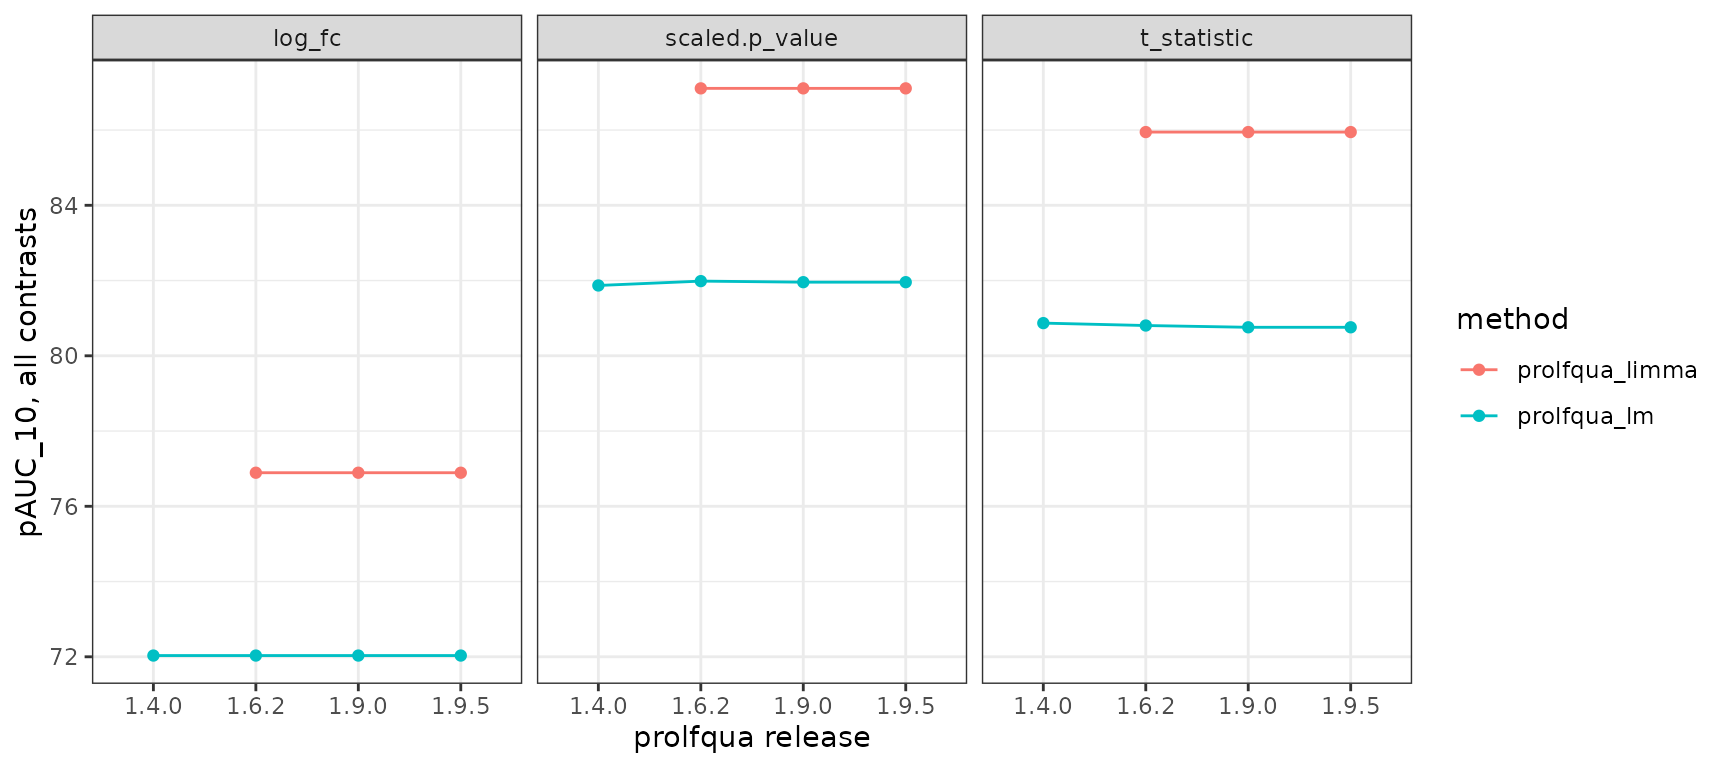 log_fc
scaled.p_value
t_statistic
pAUC_10, all contrasts
84
80
76
72
1.4.0 1.6.2 1.9.0 1.9.5
1.4.0 1.6.2 1.9.0 1.9.5
1.4.0 1.6.2 1.9.0 1.9.5
prolfqua release
method
prolfqua_limma
prolfqua_lm